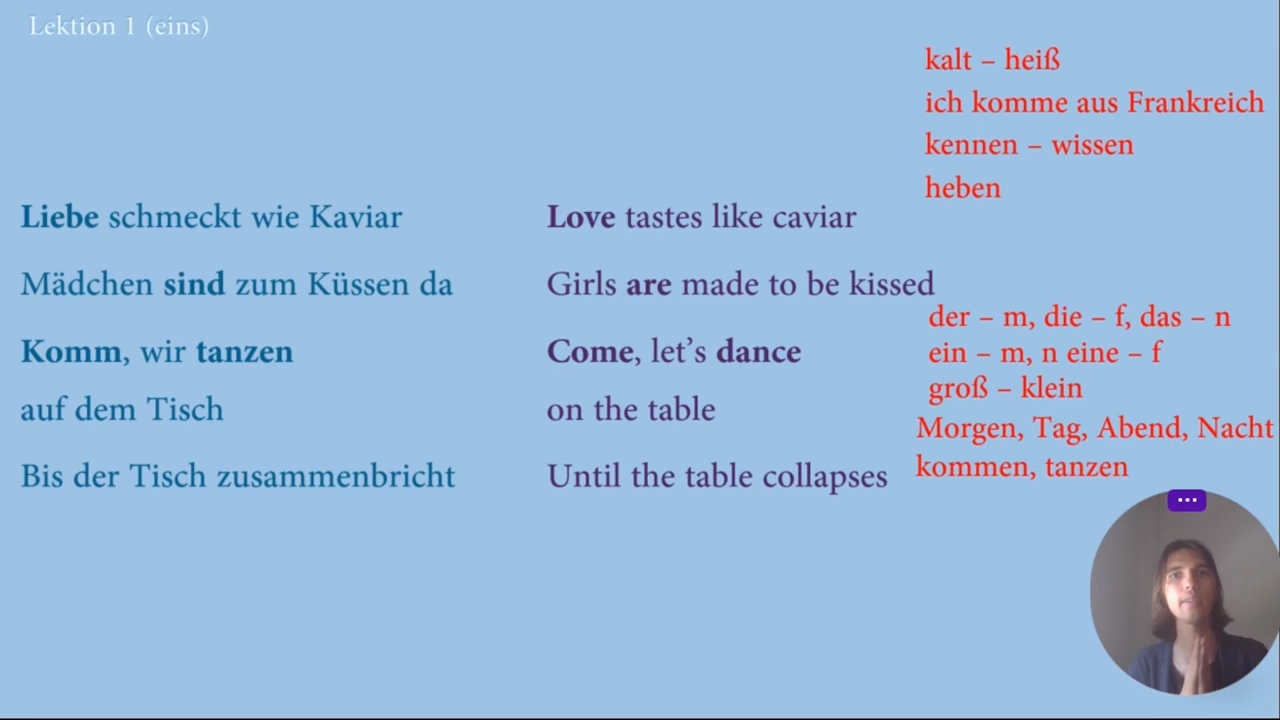 Lektion 1 (eins)
kalt – heiß
ich komme aus Frankreich
kennen – wissen
heben
Liebe schmeckt wie Kaviar
Love tastes like caviar
Mädchen sind zum Küssen da
Girls are made to be kissed
der – m, die – f, das – n
ein – m, n eine – f
Komm, wir tanzen
Come, let’s dance
groß – klein
auf dem Tisch
on the table
Morgen, Tag, Abend, Nacht
kommen, tanzen
Bis der Tisch zusammenbricht
Until the table collapses